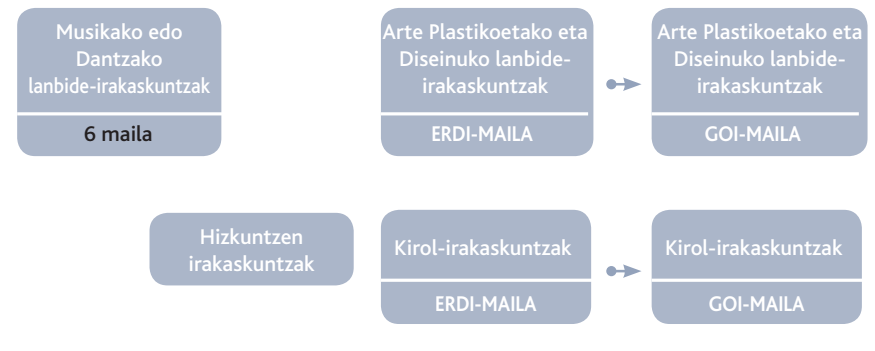 Musikako edo
Dantzako
lanbide-irakaskuntzak
6 maila
Arte Plastikoetako eta
Diseinuko lanbide-
irakaskuntzak
ERDI-MAILA
Arte Plastikoetako eta
Diseinuko lanbide-
irakaskuntzak
GOI-MAILA
Hizkuntzen
irakaskuntzak
Kirol-irakaskuntzak
ERDI-MAILA
Kirol-irakaskuntzak
GOI-MAILA